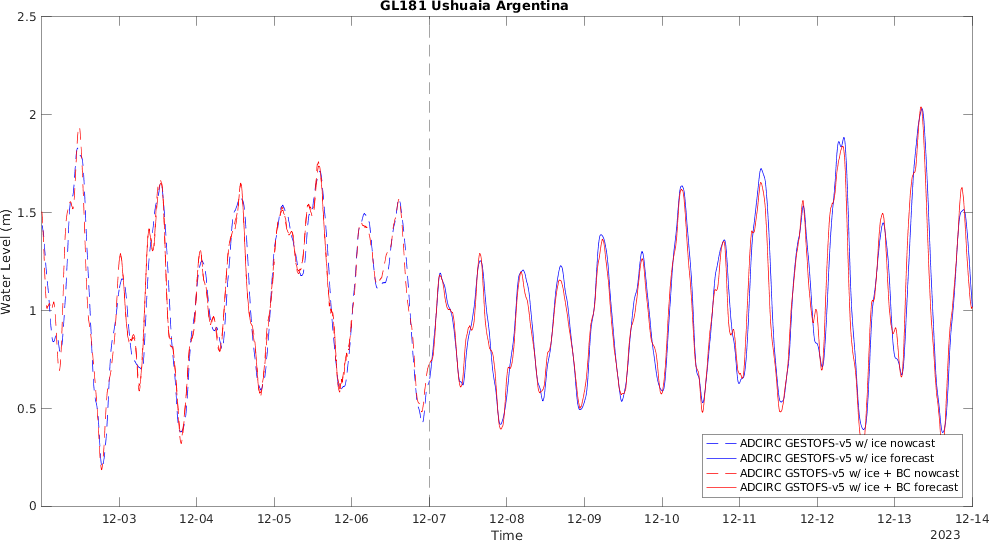 GL181 Ushuaia Argentina
2.5
2
1.5
1
0.5
0
Water Level (m)
12-03 12-04 12-05 12-06 12-07 12-08 12-09 12-10 12-11 12-12 12-13 12-14
Time
2023
ADCIRC GESTOFS-v5 w/ ice nowcast
ADCIRC GESTOFS-v5 w/ ice forecast
ADCIRC GSTOFS-v5 w/ ice + BC nowcast
ADCIRC GSTOFS-v5 w/ ice + BC forecast